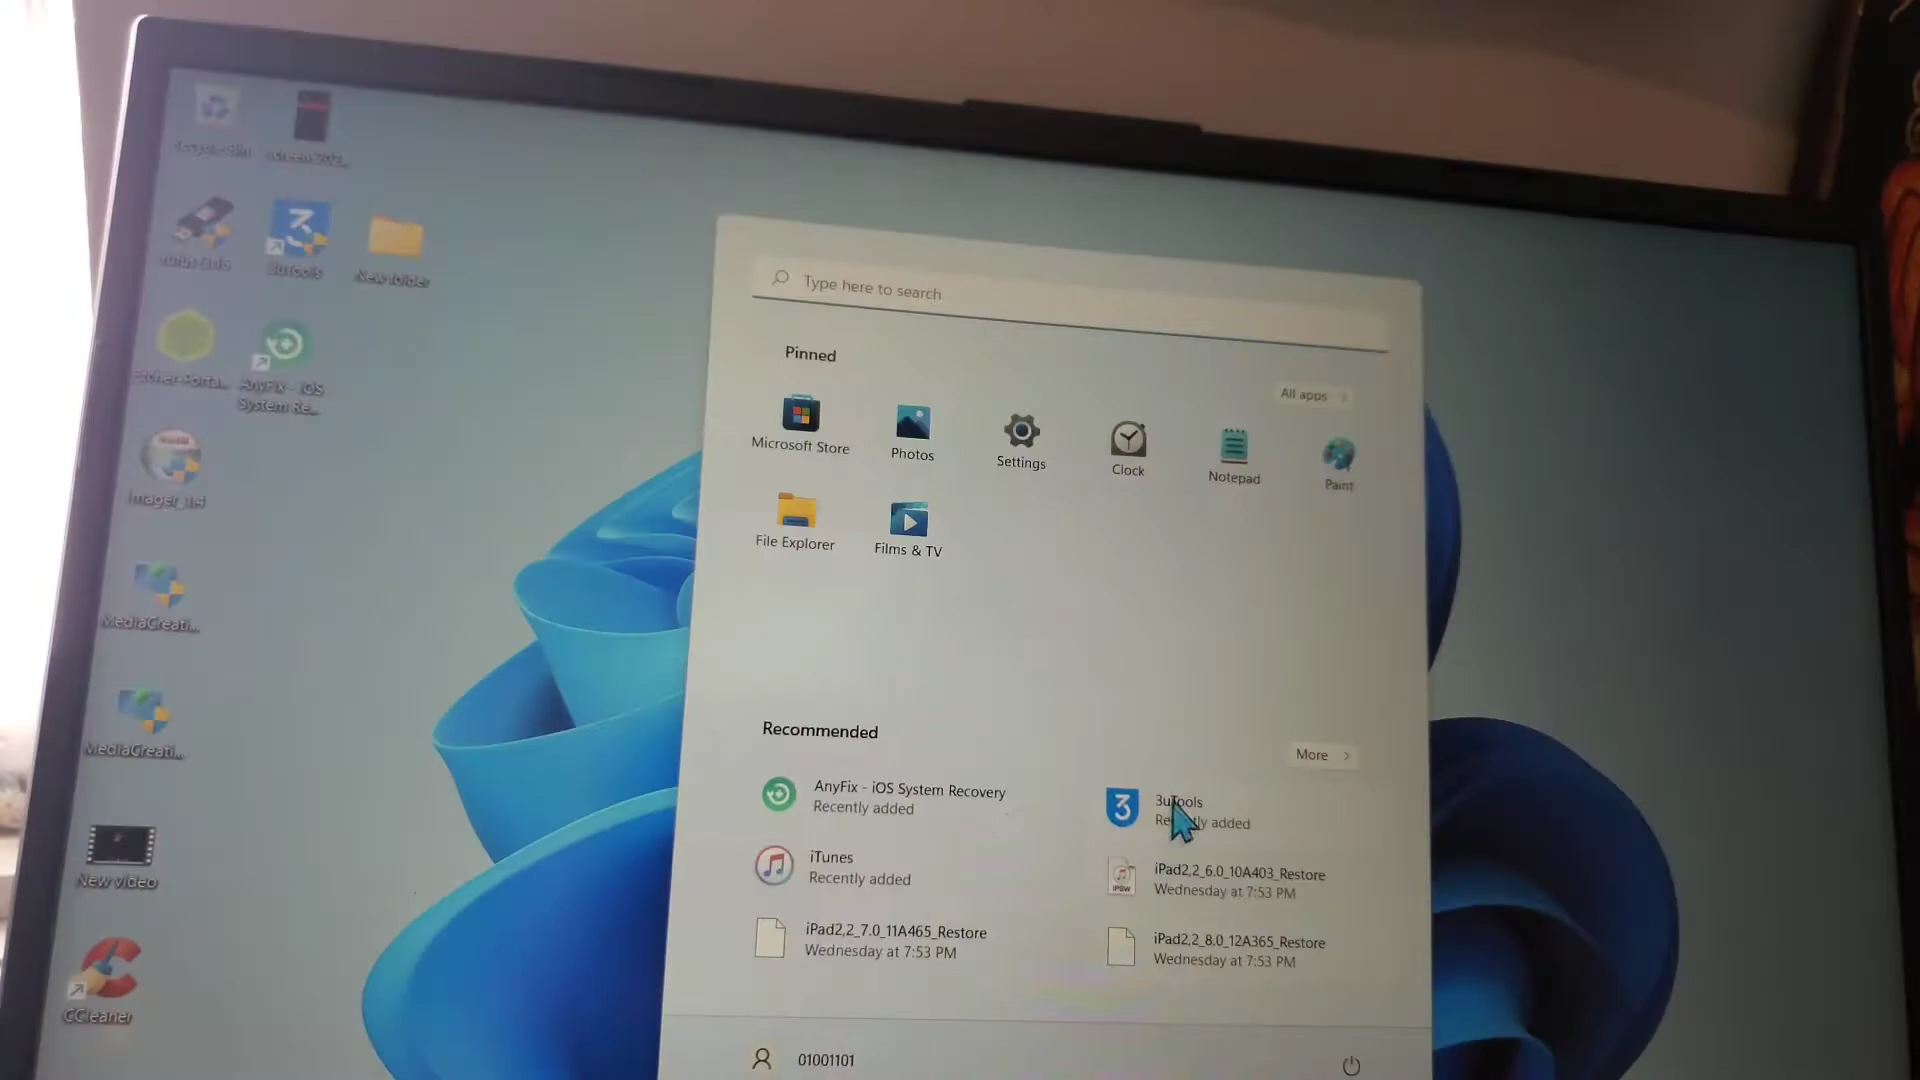 3uTools
New folder
AnyFix - iOS
System Re...
Imager_1.4
MediaCreati...
MediaCreati...
New video
CCleaner
Type here to search
Pinned
All apps
Microsoft Store
Photos
Settings
Clock
Notepad
Paint
File Explorer
Films & TV
Recommended
More
AnyFix - iOS System Recovery
Recently added
3uTools
added
iTunes
Recently added
iPad2,2_6.0_10A403_Restore
Wednesday at 7:53 PM
IPSW
iPad2,2_7.0_11A465_Restore
Wednesday at 7:53 PM
iPad2,2_8.0_12A365_Restore
Wednesday at 7:53 PM
01001101